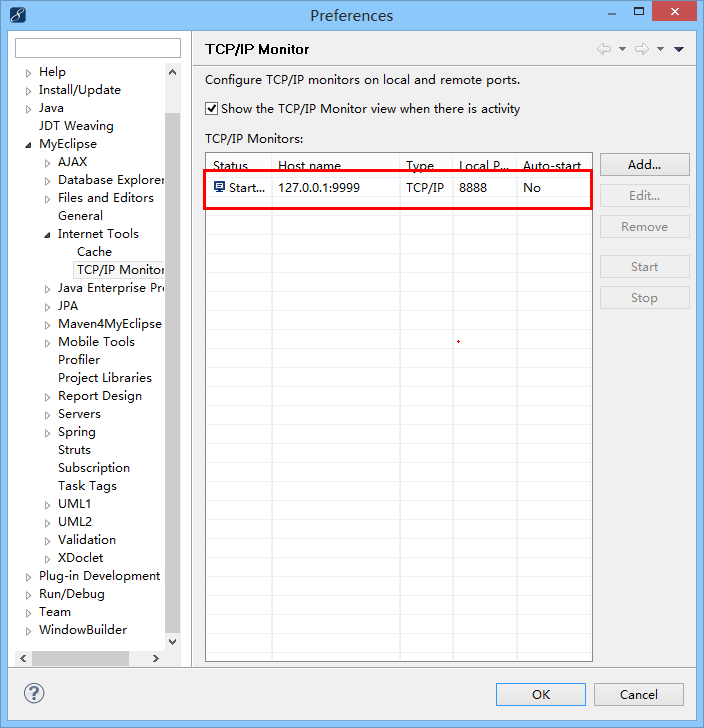 Preferences
TCP/IP Monitor
Configure TCP/IP monitors on local and remote ports.
Show the TCP/IP Monitor view when there is activity
TCP/IP Monitors:
Status Host name Type Local P... Auto-start
Start... 127.0.0.1:9999 TCP/IP 8888 No
Add...
Edit...
Remove
Start
Stop
Help
Install/Update
Java
JDT Weaving
MyEclipse
AJAX
Database Explorer
Files and Editors
General
Internet Tools
Cache
TCP/IP Monitor
Java Enterprise Pr
JPA
Maven4MyEclipse
Mobile Tools
Profiler
Project Libraries
Report Design
Servers
Spring
Struts
Subscription
Task Tags
UML1
UML2
Validation
XDoclet
Plug-in Development
Run/Debug
Team
WindowBuilder
?
OK
Cancel